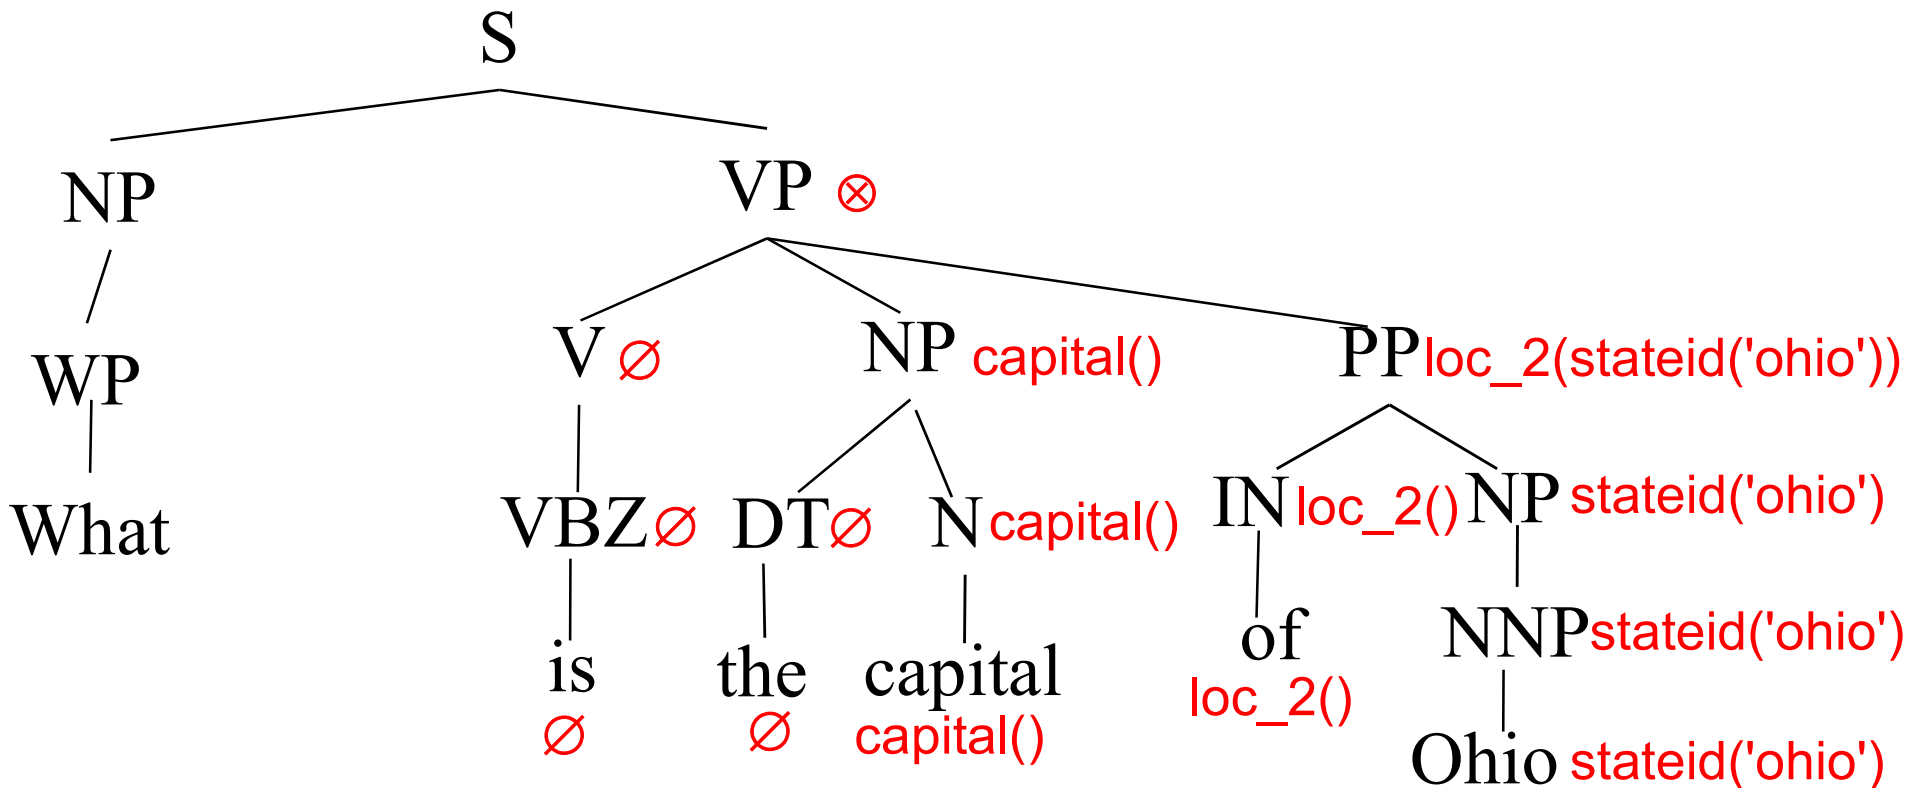 S
NP VP ⊗
WP V ∅ NP capital() PP loc_2(stateid('ohio'))
What VBZ ∅ DT ∅ N capital() IN loc_2() NP stateid('ohio')
is the capital of NNP stateid('ohio')
∅ ∅ capital() loc_2() Ohio stateid('ohio')